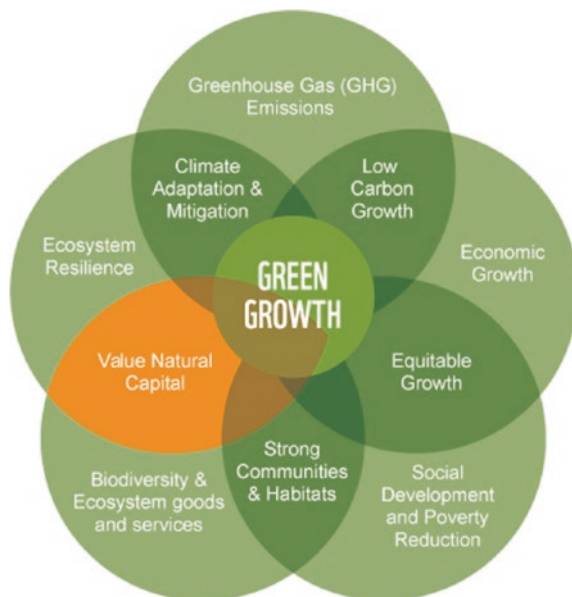 Greenhouse Gas (GHG)
Emissions
Climate
Adaptation &
Mitigation
Low
Carbon
Growth
Ecosystem
Resilience
Economic
Growth
GREEN
GROWTH
Value Natural
Capital
Equitable
Growth
Strong
Communities
& Habitats
Biodiversity &
Ecosystem goods
and services
Social
Development
and Poverty
Reduction